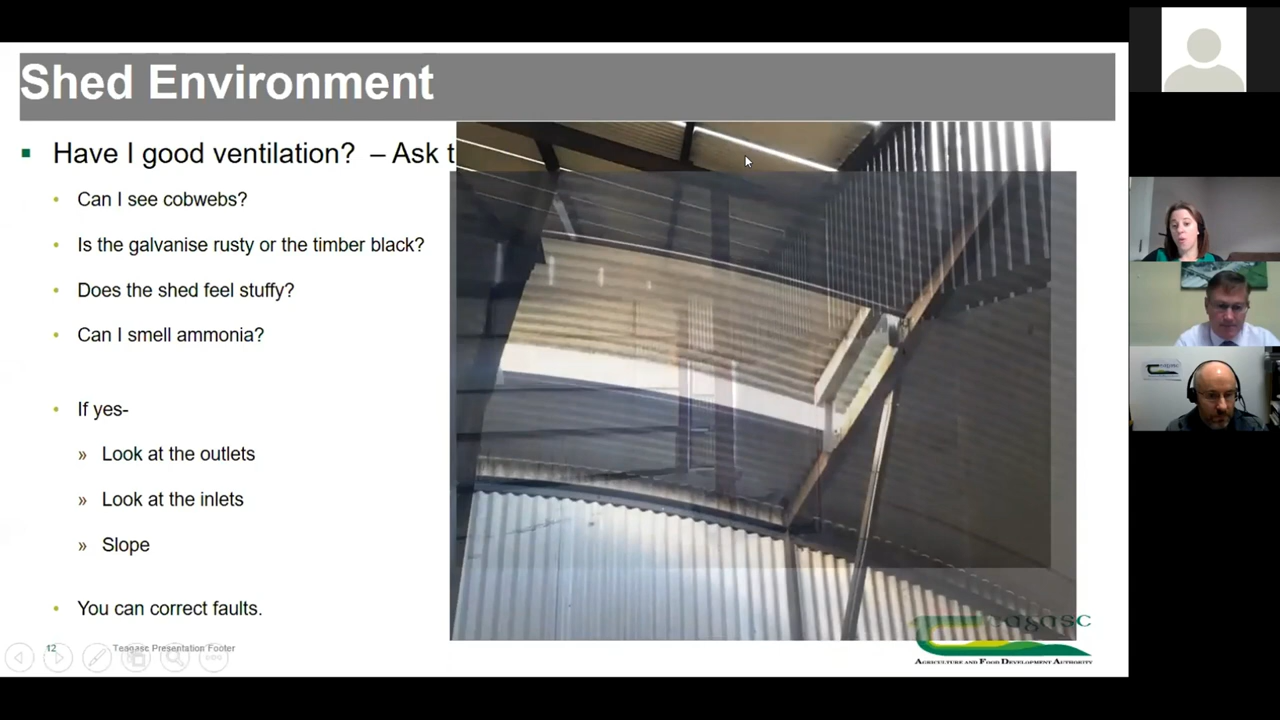 Shed Environment
Have I good ventilation? – Ask t
Can I see cobwebs?
Is the galvanise rusty or the timber black?
Does the shed feel stuffy?
Can I smell ammonia?
If yes-
» Look at the outlets
» Look at the inlets
» Slope
You can correct faults.
12 Teagasc Presentation Footer
eagasc
AGRICULTURE AND FOOD DEVELOPMENT AUTHORITY